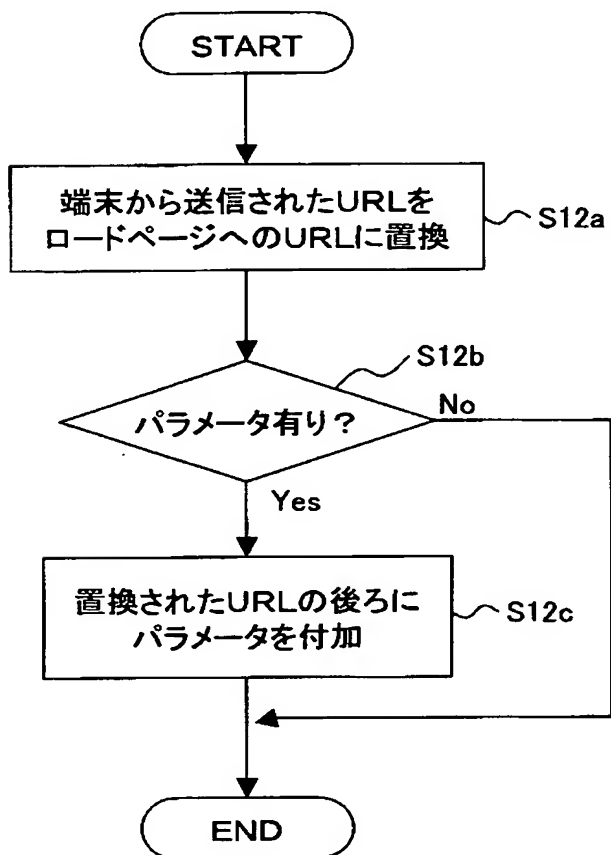 START
端末から送信されたURLを
ロードページへのURLに置換
S12a
S12b
パラメータ有り?
No
Yes
置換されたURLの後ろに
パラメータを付加
S12c
END